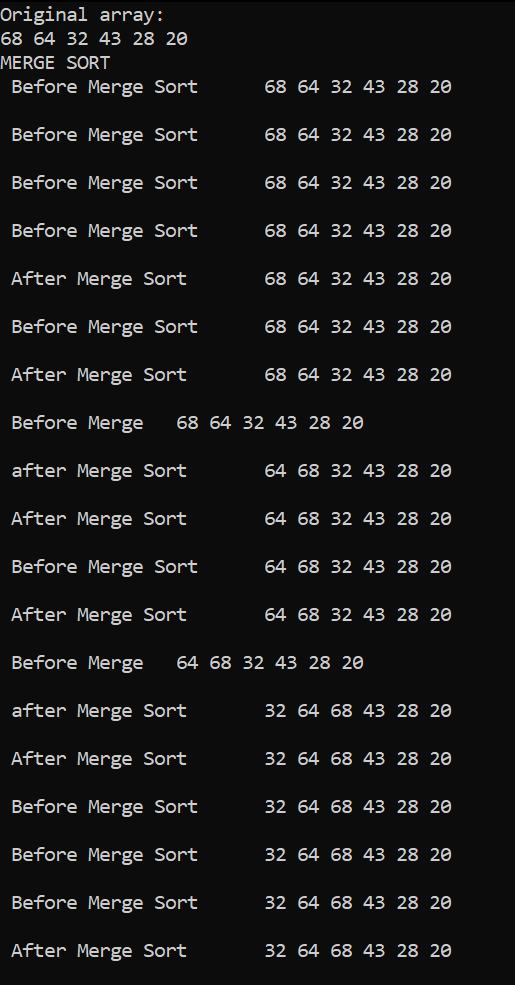 Original array:
68 64 32 43 28 20
MERGE SORT
Before Merge Sort 68 64 32 43 28 20
Before Merge Sort 68 64 32 43 28 20
Before Merge Sort 68 64 32 43 28 20
Before Merge Sort 68 64 32 43 28 20
After Merge Sort 68 64 32 43 28 20
Before Merge Sort 68 64 32 43 28 20
After Merge Sort 68 64 32 43 28 20
Before Merge 68 64 32 43 28 20
after Merge Sort 64 68 32 43 28 20
After Merge Sort 64 68 32 43 28 20
Before Merge Sort 64 68 32 43 28 20
After Merge Sort 64 68 32 43 28 20
Before Merge 64 68 32 43 28 20
after Merge Sort 32 64 68 43 28 20
After Merge Sort 32 64 68 43 28 20
Before Merge Sort 32 64 68 43 28 20
Before Merge Sort 32 64 68 43 28 20
Before Merge Sort 32 64 68 43 28 20
After Merge Sort 32 64 68 43 28 20